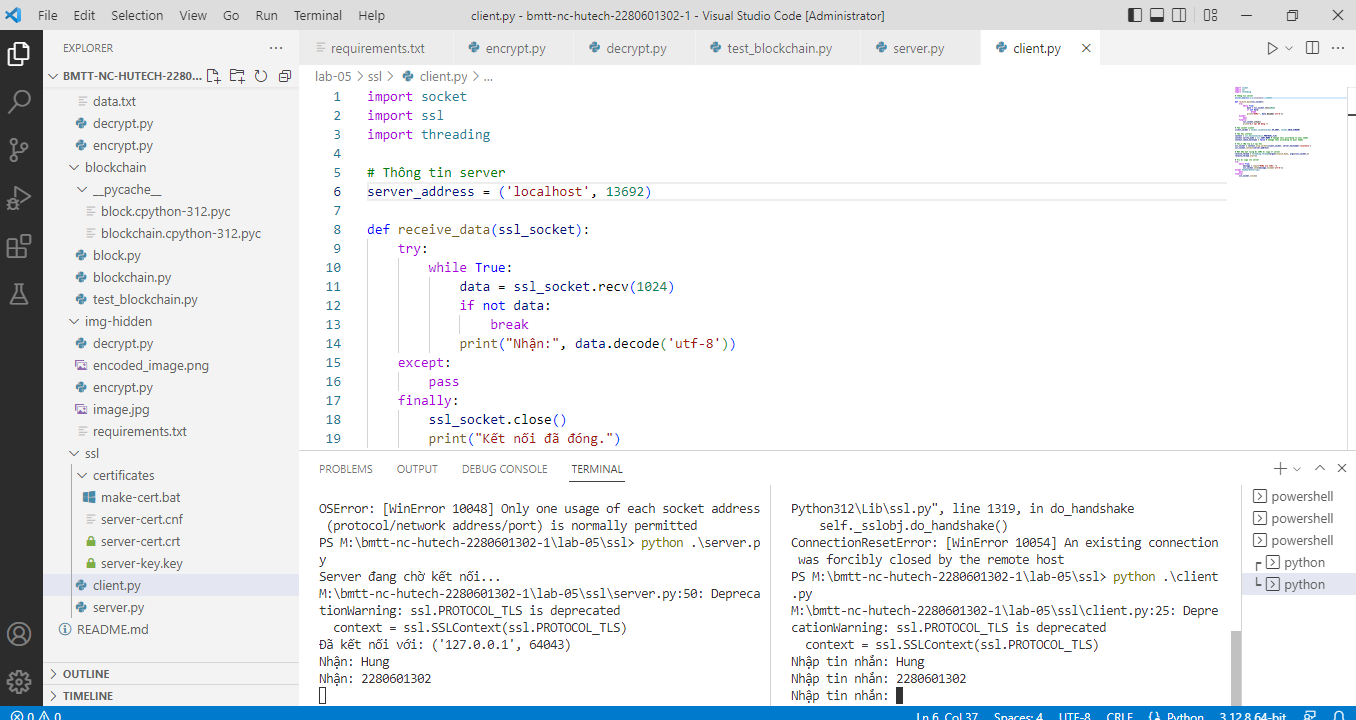 File Edit Selection View Go Run Terminal Help
client.py - bmtt-nc-hutech-2280601302-1 - Visual Studio Code [Administrator]
EXPLORER
BMTT-NC-HUTECH-2280...
data.txt
decrypt.py
encrypt.py
blockchain
__pycache__
block.cpython-312.pyc
blockchain.cpython-312.pyc
block.py
blockchain.py
test_blockchain.py
img-hidden
decrypt.py
encoded_image.png
encrypt.py
image.jpg
requirements.txt
ssl
certificates
make-cert.bat
server-cert.cnf
server-cert.crt
server-key.key
client.py
server.py
README.md
OUTLINE
TIMELINE
requirements.txt encrypt.py decrypt.py test_blockchain.py server.py client.py
lab-05 > ssl > client.py > ...
1 import socket
2 import ssl
3 import threading
4
5 # Thông tin server
6 server_address = ('localhost', 13692)
7
8 def receive_data(ssl_socket):
9 try:
10 while True:
11 data = ssl_socket.recv(1024)
12 if not data:
13 break
14 print("Nhận:", data.decode('utf-8'))
15 except:
16 pass
17 finally:
18 ssl_socket.close()
19 print("Kết nối đã đóng.")
PROBLEMS OUTPUT DEBUG CONSOLE TERMINAL
OSError: [WinError 10048] Only one usage of each socket address
(protocol/network address/port) is normally permitted
PS M:\bmtt-nc-hutech-2280601302-1\lab-05\ssl> python .\server.p
y
Server đang chờ kết nối...
M:\bmtt-nc-hutech-2280601302-1\lab-05\ssl\server.py:50: Depreca
tionWarning: ssl.PROTOCOL_TLS is deprecated
context = ssl.SSLContext(ssl.PROTOCOL_TLS)
Đã kết nối với: ('127.0.0.1', 64043)
Nhận: Hung
Nhận: 2280601302
Python312\Lib\ssl.py", line 1319, in do_handshake
self._sslobj.do_handshake()
ConnectionResetError: [WinError 10054] An existing connection
was forcibly closed by the remote host
PS M:\bmtt-nc-hutech-2280601302-1\lab-05\ssl> python .\client
.py
M:\bmtt-nc-hutech-2280601302-1\lab-05\ssl\client.py:25: Depre
cationWarning: ssl.PROTOCOL_TLS is deprecated
context = ssl.SSLContext(ssl.PROTOCOL_TLS)
Nhập tin nhắn: Hung
Nhập tin nhắn: 2280601302
Nhập tin nhắn:
powershell
powershell
powershell
python
python
0 0 Ln 6, Col 37 Spaces: 4 UTF-8 CRLF Python 3.12.8 64-bit